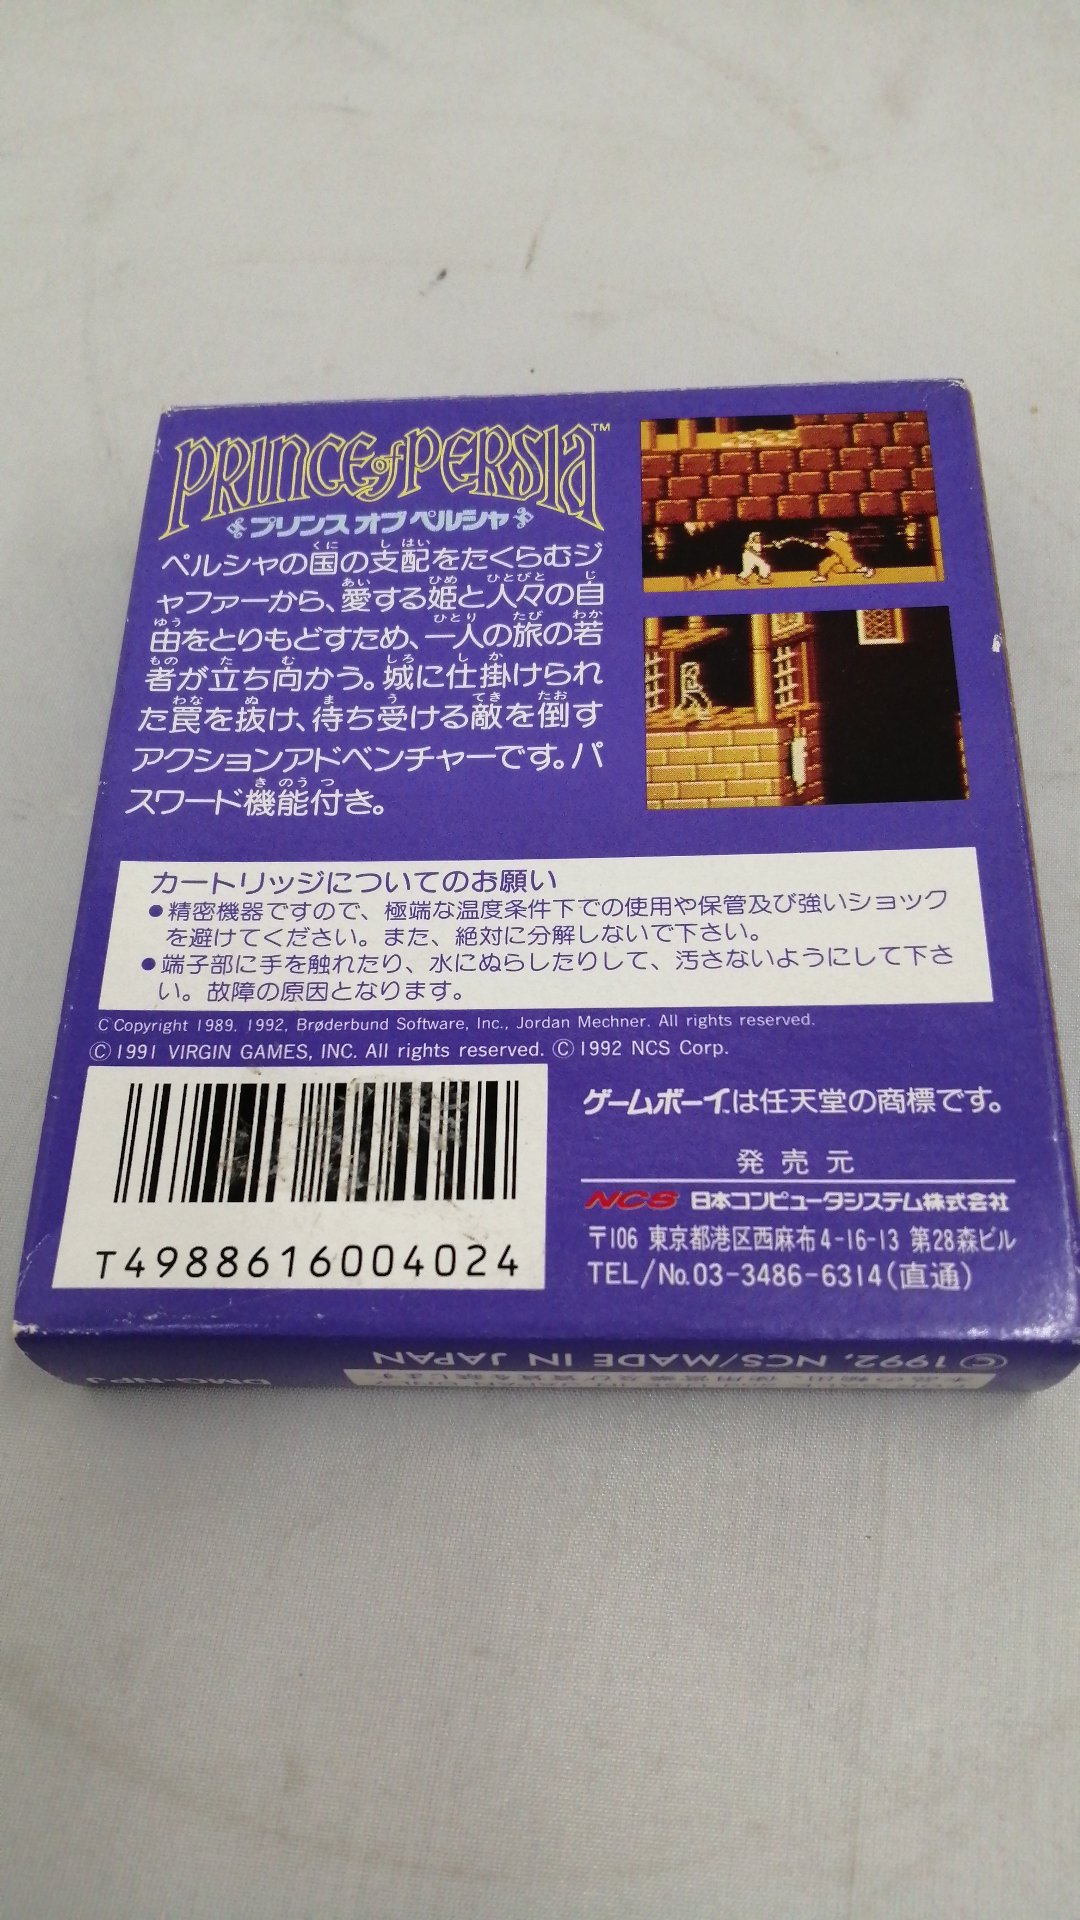 PRINCE of PERSIA™
プリンス オブ ペルシャ
ペルシャの国の支配をたくらむジ
ャファーから、愛する姫と人々の自
由をとりもどすため、一人の旅の若
者が立ち向かう。城に仕掛けられ
た罠を抜け、待ち受ける敵を倒す
アクションアドベンチャーです。パ
スワード機能付き。
カートリッジについてのお願い
●精密機器ですので、極端な温度条件下での使用や保管及び強いショック
を避けてください。また、絶対に分解しないで下さい。
●端子部に手を触れたり、水にぬらしたりして、汚さないようにして下さ
い。故障の原因となります。
© Copyright 1989, 1992, Brøderbund Software, Inc., Jordan Mechner. All rights reserved.
© 1991 VIRGIN GAMES, INC. All rights reserved. © 1992 NCS Corp.
T4988616004024
ゲームボーイ™は任天堂の商標です。
発売元
NCS 日本コンピュータシステム株式会社
〒106 東京都港区西麻布4-16-13 第28森ビル
TEL/No.03-3486-6314(直通)
© 1992, NCS/MADE IN JAPAN
DMG-NPJ